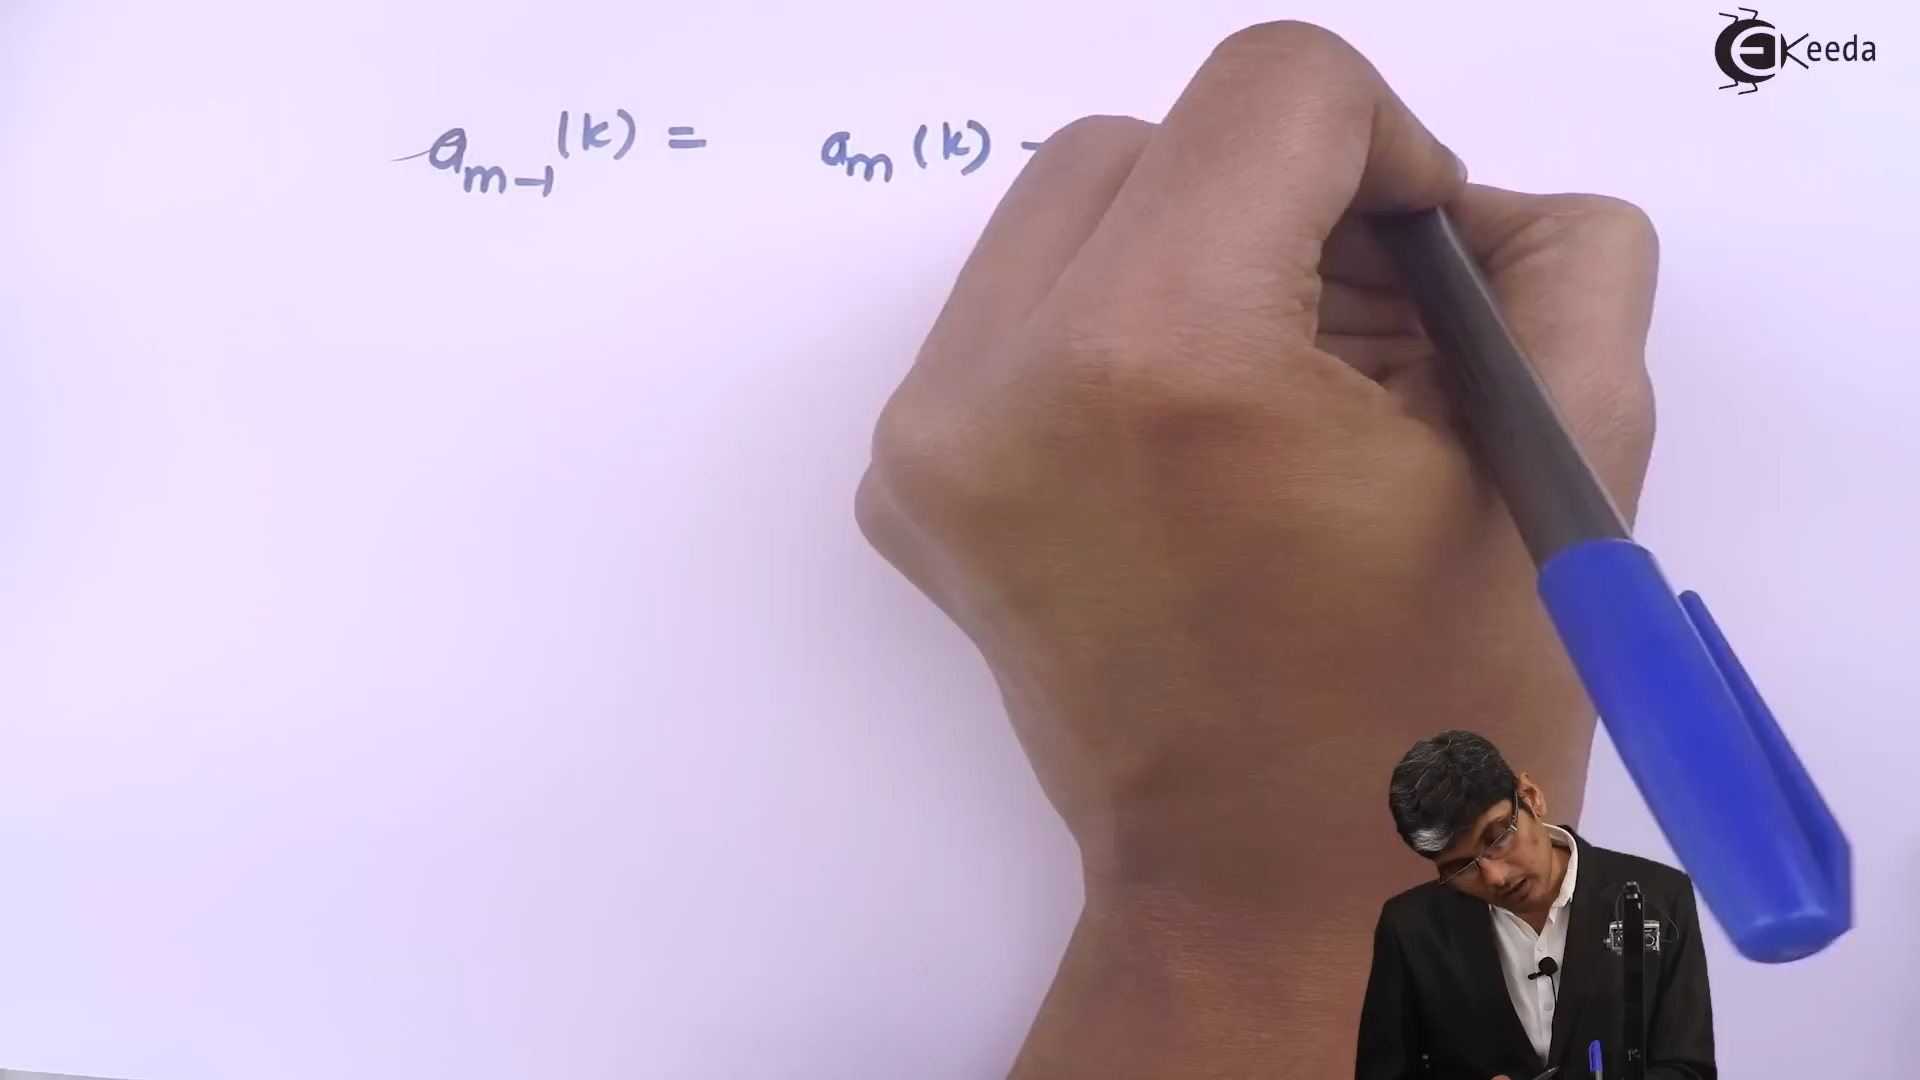 Keeda
a_{m-1}(k) = a_m(k) -